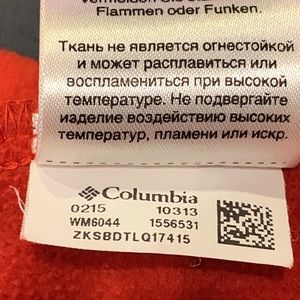 Flammen oder Funken.
Ткань не является огнестойкой
и может расплавиться или
воспламениться при высокой
температуре. Не подвергайте
изделие воздействию высоких
температур, пламени или искр.
Columbia
0215 10313
WM6044 1556531
ZKSBDTLQ17415